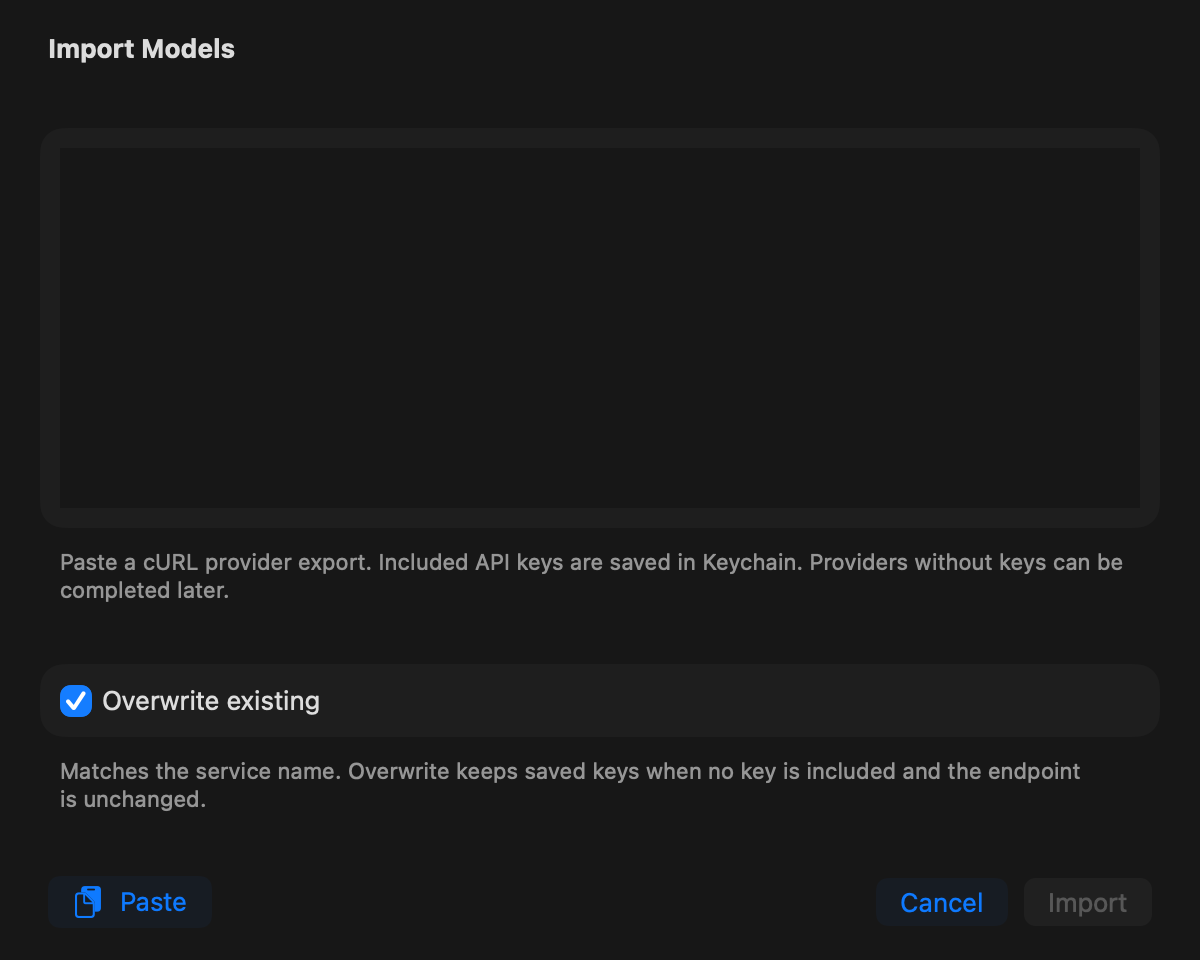 Import Models
Paste a cURL provider export. Included API keys are saved in Keychain. Providers without keys can be
completed later.
Overwrite existing
Matches the service name. Overwrite keeps saved keys when no key is included and the endpoint
is unchanged.
Paste
Cancel
Import